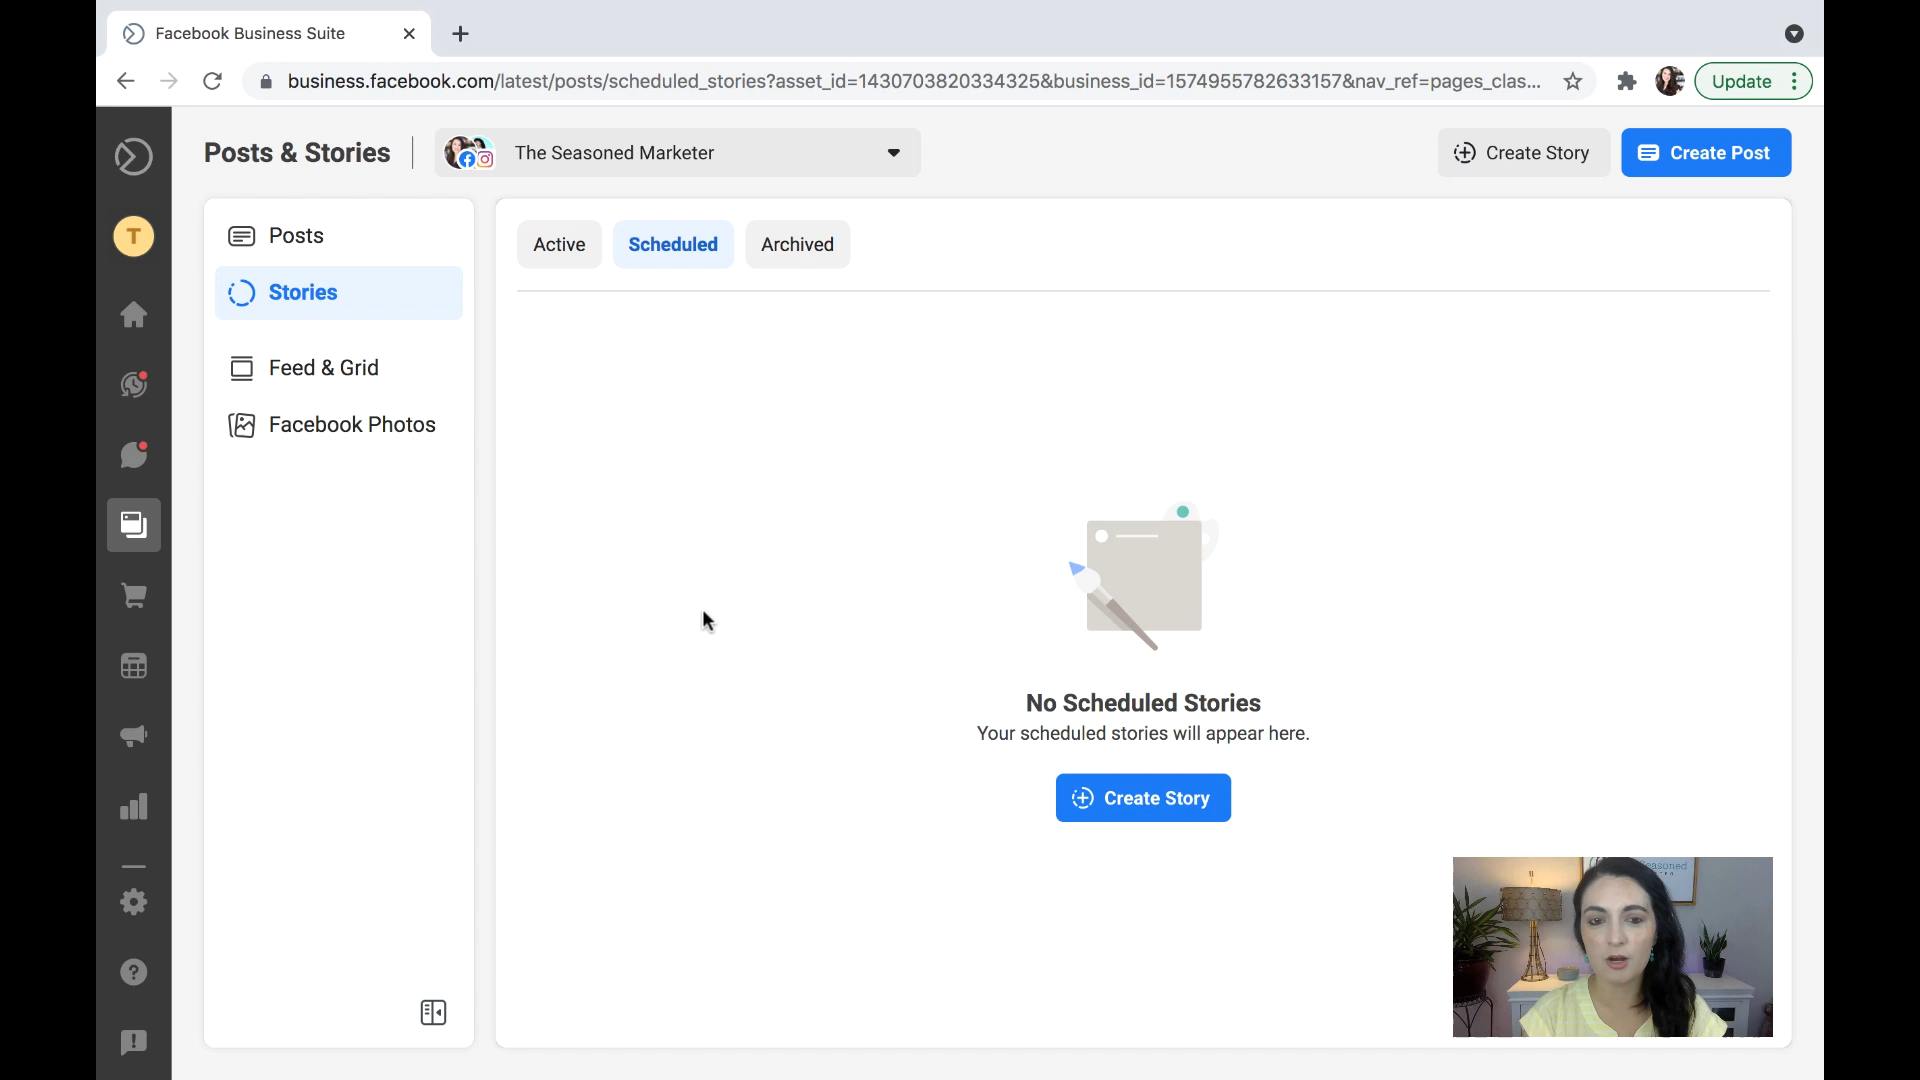 Facebook Business Suite
business.facebook.com/latest/posts/scheduled_stories?asset_id=1430703820334325&business_id=1574955782633157&nav_ref=pages_clas...
Update
Posts & Stories
The Seasoned Marketer
Create Story
Create Post
T
Posts
Stories
Feed & Grid
Facebook Photos
Active
Scheduled
Archived
No Scheduled Stories
Your scheduled stories will appear here.
Create Story